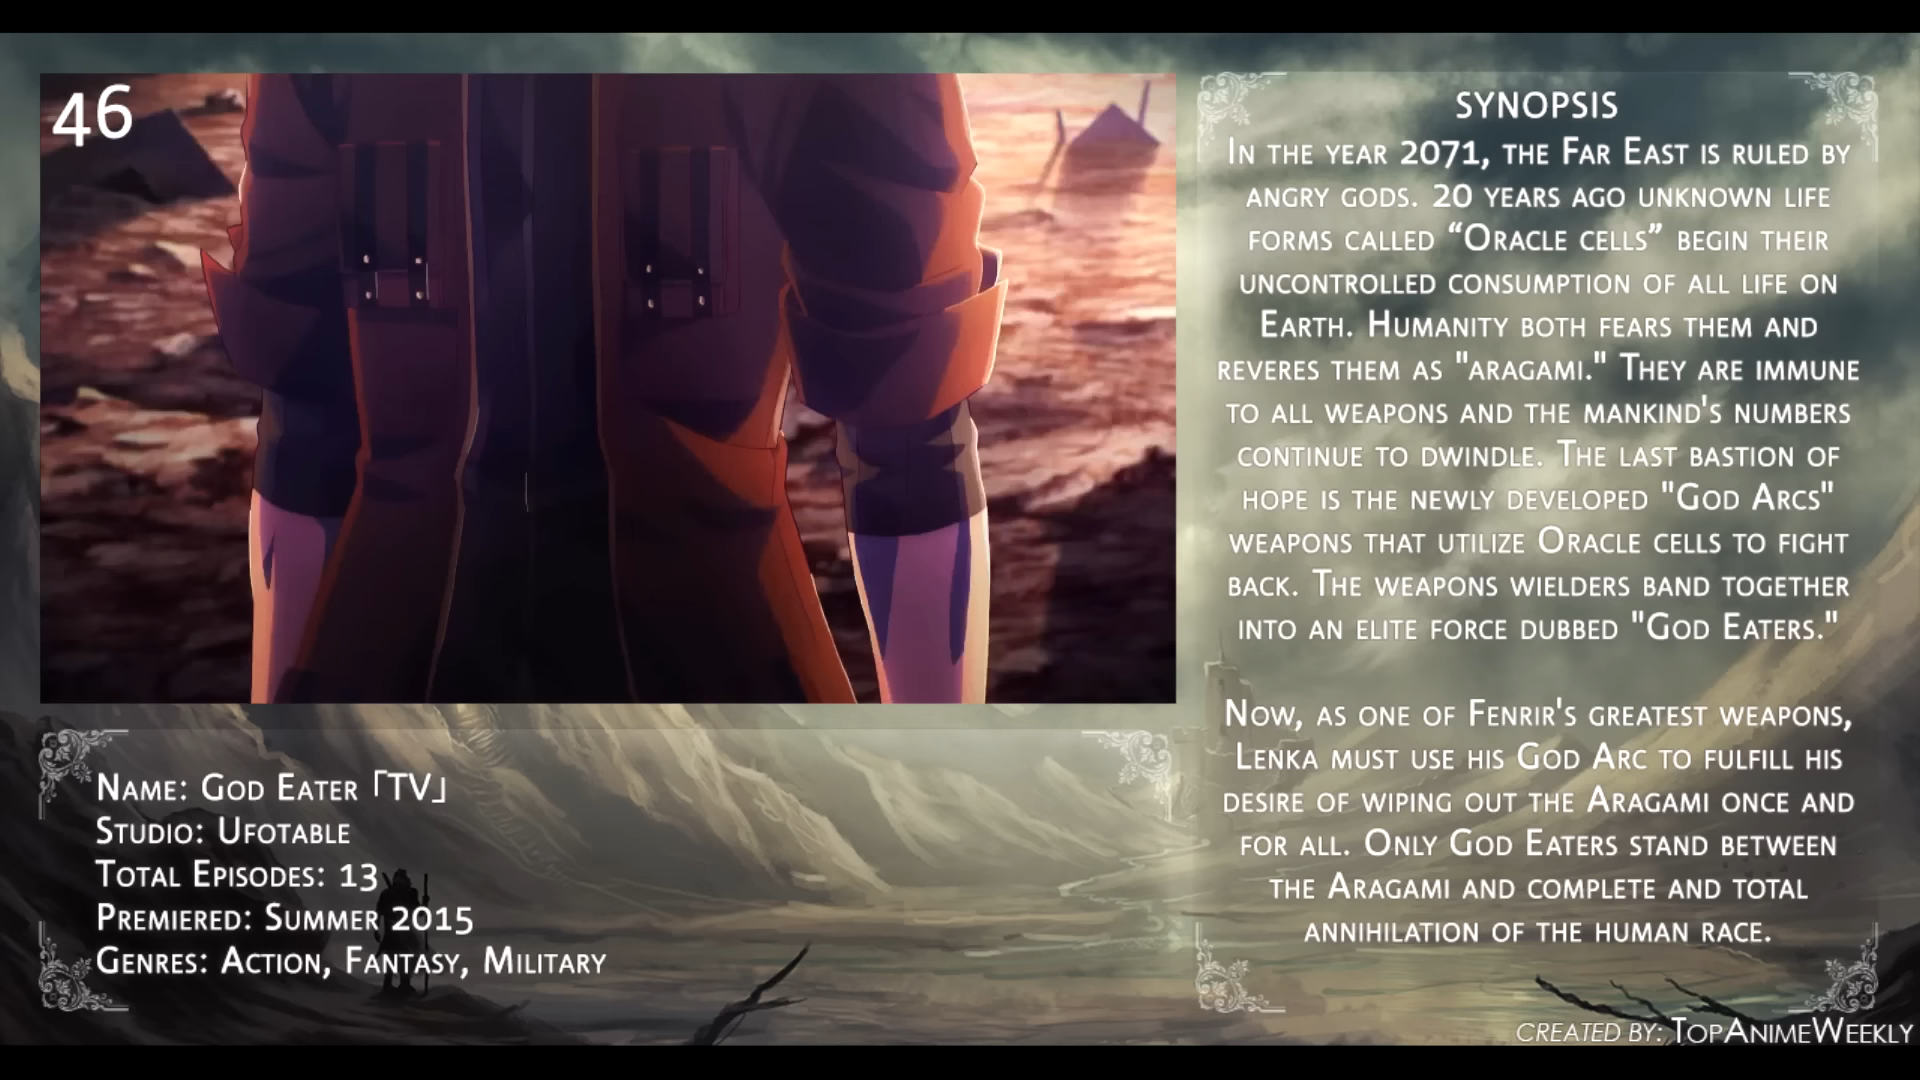 46
SYNOPSIS
In the year 2071, the Far East is ruled by
angry gods. 20 years ago unknown life
forms called “Oracle cells” begin their
uncontrolled consumption of all life on
Earth. Humanity both fears them and
reveres them as "aragami." They are immune
to all weapons and the mankind's numbers
continue to dwindle. The last bastion of
hope is the newly developed "God Arcs"
weapons that utilize Oracle cells to fight
back. The weapons wielders band together
into an elite force dubbed "God Eaters."
Now, as one of Fenrir's greatest weapons,
Lenka must use his God Arc to fulfill his
desire of wiping out the Aragami once and
for all. Only God Eaters stand between
the Aragami and complete and total
annihilation of the human race.
Name: God Eater「TV」
Studio: Ufotable
Total Episodes: 13
Premiered: Summer 2015
Genres: Action, Fantasy, Military
CREATED BY: TopAnimeWeekly